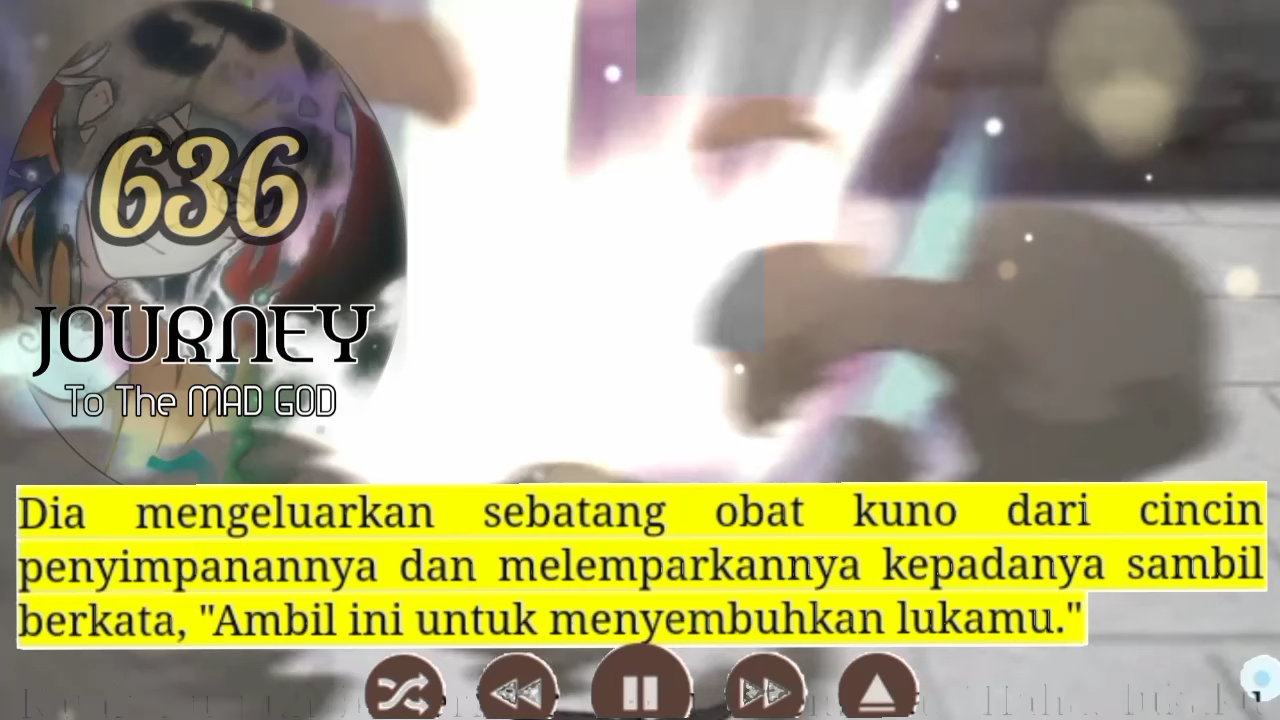 636
JOURNEY
To The MAD GOD
Dia mengeluarkan sebatang obat kuno dari cincin
penyimpanannya dan melemparkannya kepadanya sambil
berkata, "Ambil ini untuk menyembuhkan lukamu."